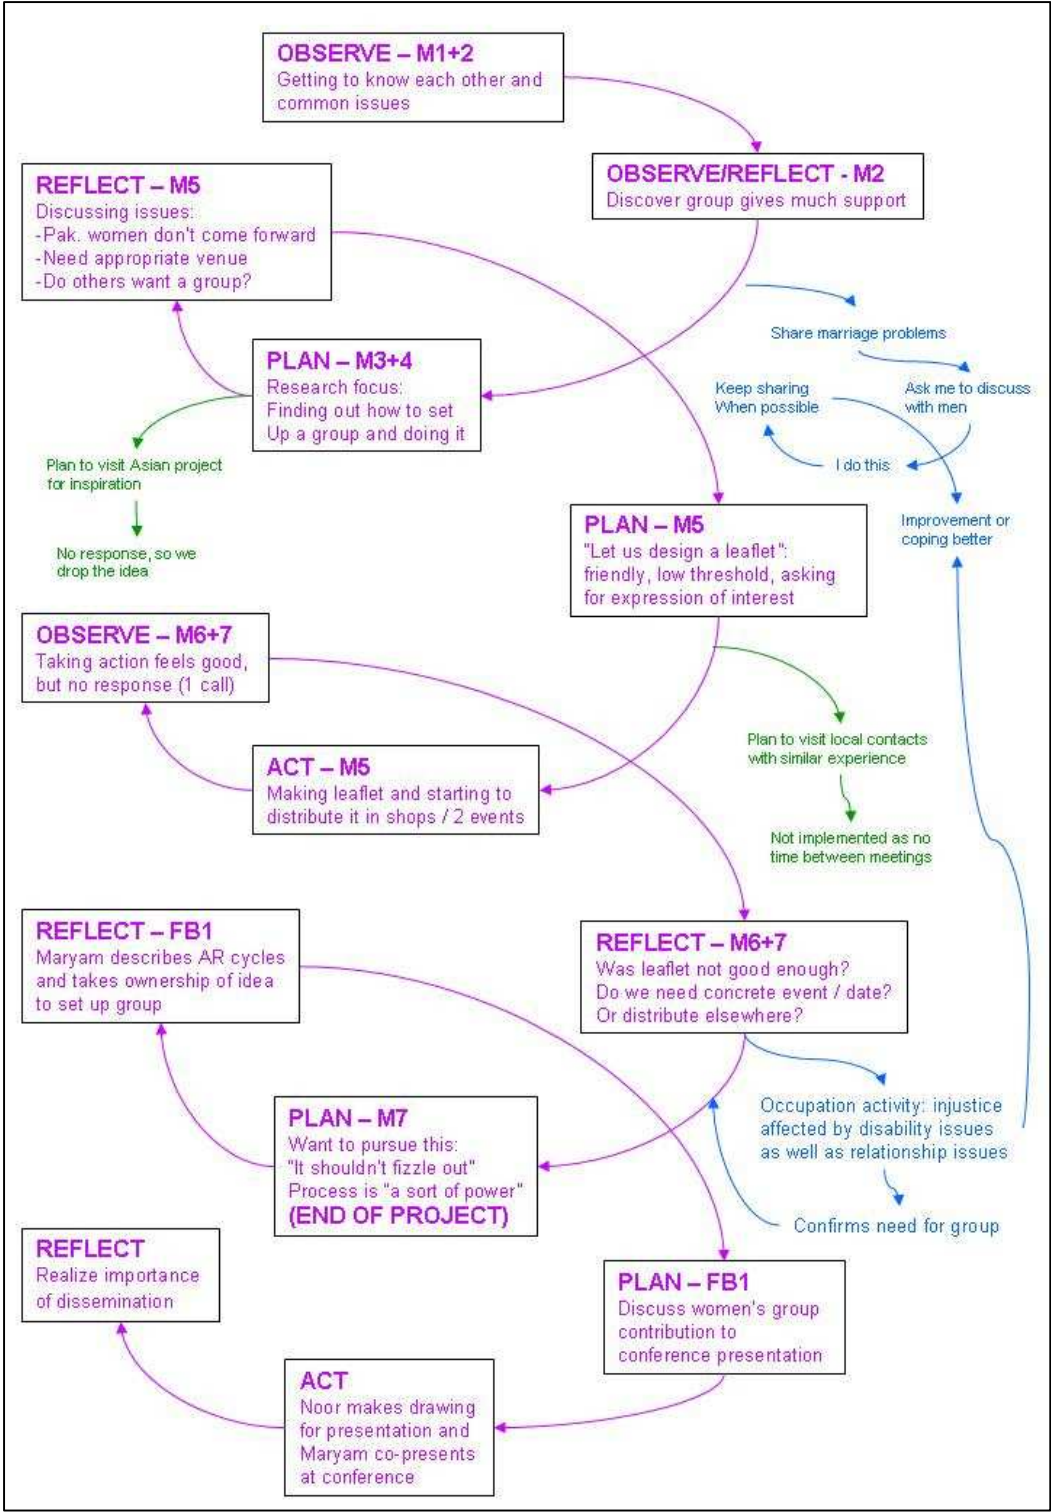 OBSERVE – M1+2
Getting to know each other and
common issues
OBSERVE/REFLECT - M2
Discover group gives much support
REFLECT – M5
Discussing issues:
-Pak. women don't come forward
-Need appropriate venue
-Do others want a group?
Share marriage problems
PLAN – M3+4
Research focus:
Finding out how to set
Up a group and doing it
Keep sharing
When possible
Ask me to discuss
with men
I do this
Plan to visit Asian project
for inspiration
Improvement or
coping better
PLAN – M5
"Let us design a leaflet":
friendly, low threshold, asking
for expression of interest
No response, so we
drop the idea
OBSERVE – M6+7
Taking action feels good,
but no response (1 call)
Plan to visit local contacts
with similar experience
ACT – M5
Making leaflet and starting to
distribute it in shops / 2 events
Not implemented as no
time between meetings
REFLECT – FB1
Maryam describes AR cycles
and takes ownership of idea
to set up group
REFLECT – M6+7
Was leaflet not good enough?
Do we need concrete event / date?
Or distribute elsewhere?
Occupation activity: injustice
affected by disability issues
as well as relationship issues
PLAN – M7
Want to pursue this:
"It shouldn't fizzle out"
Process is "a sort of power"
(END OF PROJECT)
Confirms need for group
REFLECT
Realize importance
of dissemination
PLAN – FB1
Discuss women's group
contribution to
conference presentation
ACT
Noor makes drawing
for presentation and
Maryam co-presents
at conference